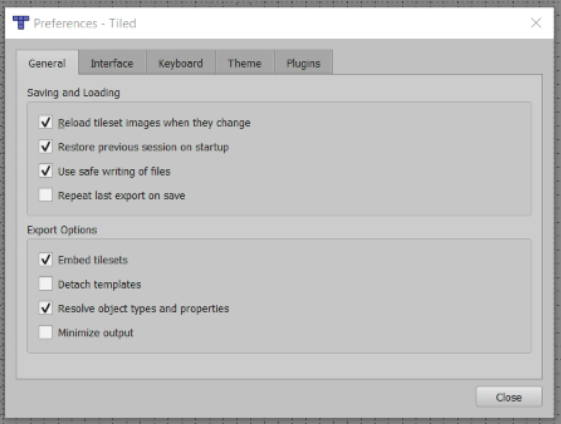 Preferences - Tiled
General Interface Keyboard Theme Plugins
Saving and Loading
Reload tileset images when they change
Restore previous session on startup
Use safe writing of files
Repeat last export on save
Export Options
Embed tilesets
Detach templates
Resolve object types and properties
Minimize output
Close